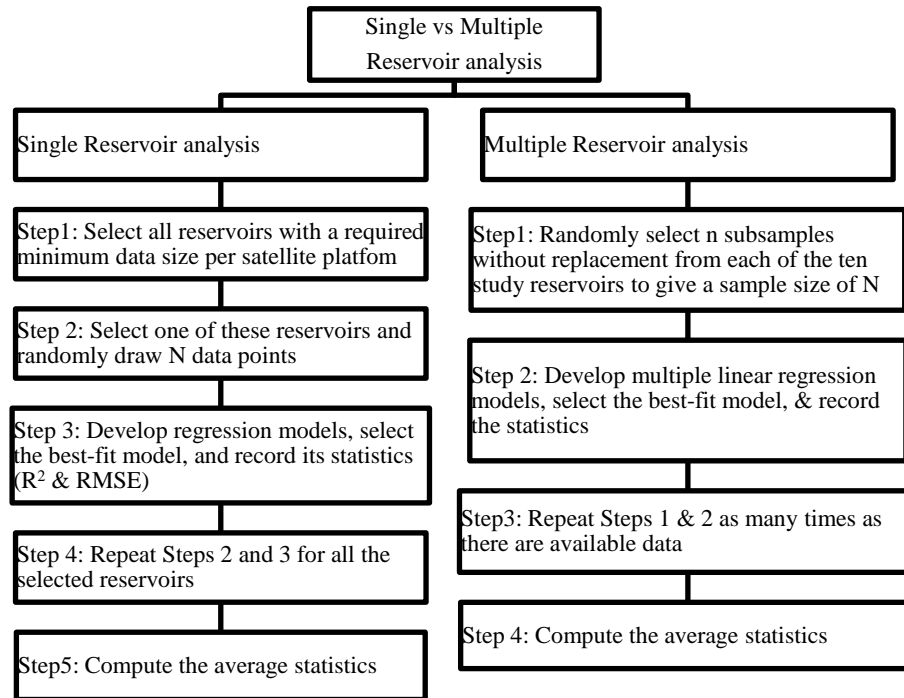 Single vs Multiple
Reservoir analysis
Single Reservoir analysis
Step1: Select all reservoirs with a required
minimum data size per satellite platfom
Step 2: Select one of these reservoirs and
randomly draw N data points
Step 3: Develop regression models, select
the best-fit model, and record its statistics
(R² & RMSE)
Step 4: Repeat Steps 2 and 3 for all the
selected reservoirs
Step5: Compute the average statistics
Multiple Reservoir analysis
Step1: Randomly select n subsamples
without replacement from each of the ten
study reservoirs to give a sample size of N
Step 2: Develop multiple linear regression
models, select the best-fit model, & record
the statistics
Step3: Repeat Steps 1 & 2 as many times as
there are available data
Step 4: Compute the average statistics